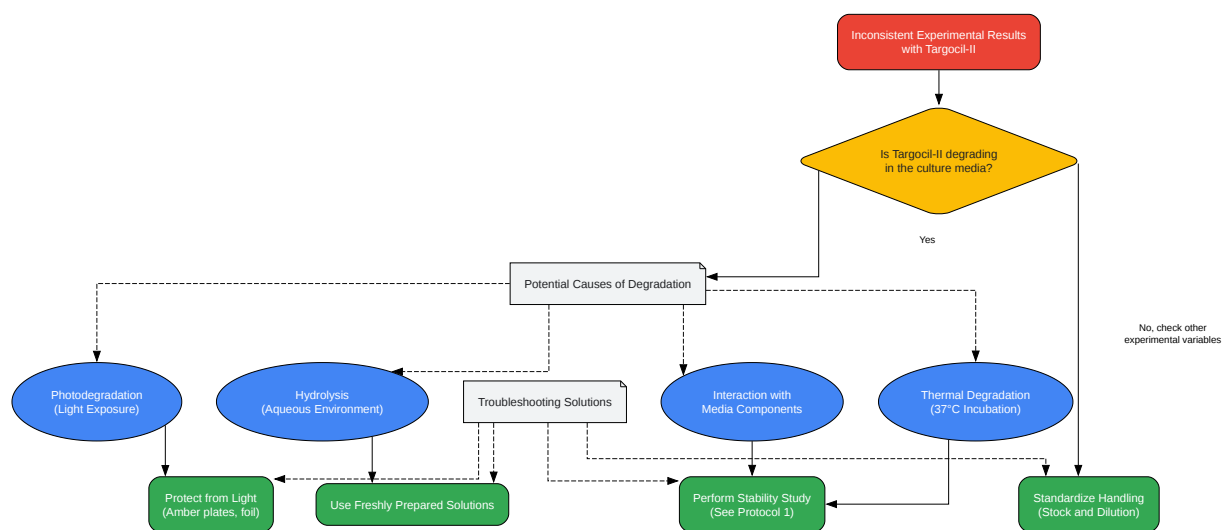 Inconsistent Experimental Results
with Targocil-II
Is Targocil-II degrading
in the culture media?
Yes
Potential Causes of Degradation
No, check other
experimental variables
Photodegradation
(Light Exposure)
Hydrolysis
(Aqueous Environment)
Troubleshooting Solutions
Interaction with
Media Components
Thermal Degradation
(37°C Incubation)
Protect from Light
(Amber plates, foil)
Use Freshly Prepared Solutions
Perform Stability Study
(See Protocol 1)
Standardize Handling
(Stock and Dilution)